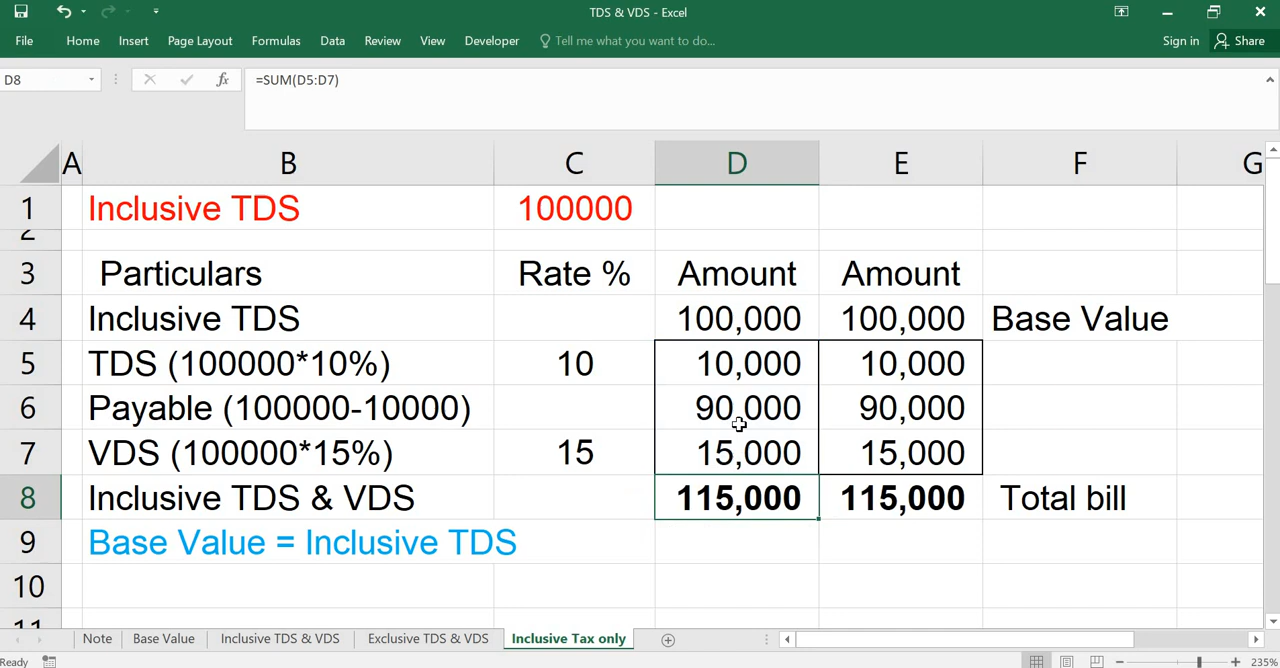 TDS & VDS - Excel
File Home Insert Page Layout Formulas Data Review View Developer Tell me what you want to do... Sign in Share
D8 fx =SUM(D5:D7)
A B C D E F G
1 Inclusive TDS 100000
2
3 Particulars Rate % Amount Amount
4 Inclusive TDS 100,000 100,000 Base Value
5 TDS (100000*10%) 10 10,000 10,000
6 Payable (100000-10000) 90,000 90,000
7 VDS (100000*15%) 15 15,000 15,000
8 Inclusive TDS & VDS 115,000 115,000 Total bill
9 Base Value = Inclusive TDS
10
11
Note Base Value Inclusive TDS & VDS Exclusive TDS & VDS Inclusive Tax only
Ready 235%